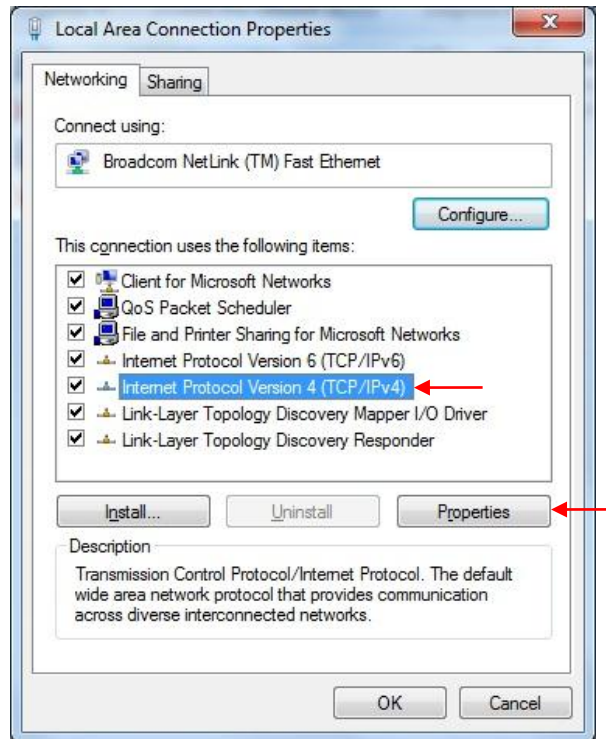 Local Area Connection Properties
Networking
Sharing
Connect using:
Broadcom NetLink (TM) Fast Ethernet
Configure...
This connection uses the following items:
Client for Microsoft Networks
QoS Packet Scheduler
File and Printer Sharing for Microsoft Networks
Internet Protocol Version 6 (TCP/IPv6)
Internet Protocol Version 4 (TCP/IPv4)
Link-Layer Topology Discovery Mapper I/O Driver
Link-Layer Topology Discovery Responder
Install...
Uninstall
Properties
Description
Transmission Control Protocol/Internet Protocol. The default
wide area network protocol that provides communication
across diverse interconnected networks.
OK
Cancel